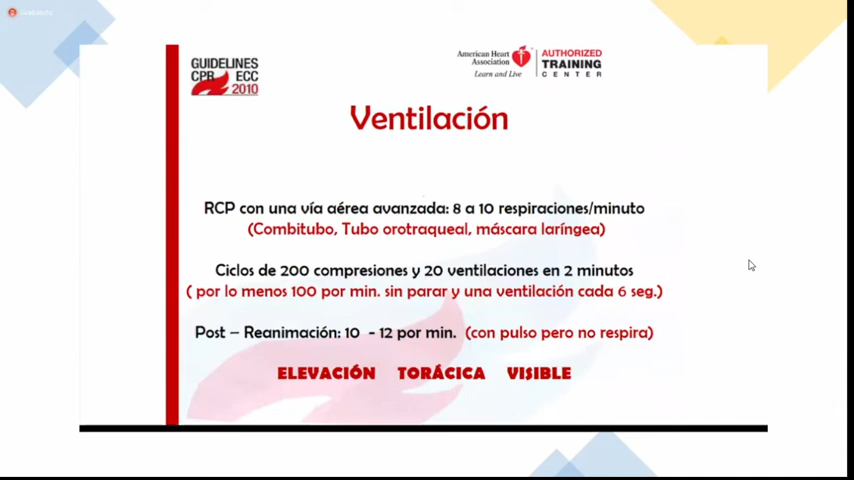 GUIDELINES
CPR ECC
2010
American Heart
Association
Learn and Live
AUTHORIZED
TRAINING
CENTER
Ventilación
RCP con una vía aérea avanzada: 8 a 10 respiraciones/minuto
(Combitubo, Tubo orotraqueal, máscara laríngea)
Ciclos de 200 compresiones y 20 ventilaciones en 2 minutos
( por lo menos 100 por min. sin parar y una ventilación cada 6 seg.)
Post – Reanimación: 10 - 12 por min. (con pulso pero no respira)
ELEVACIÓN TORÁCICA VISIBLE